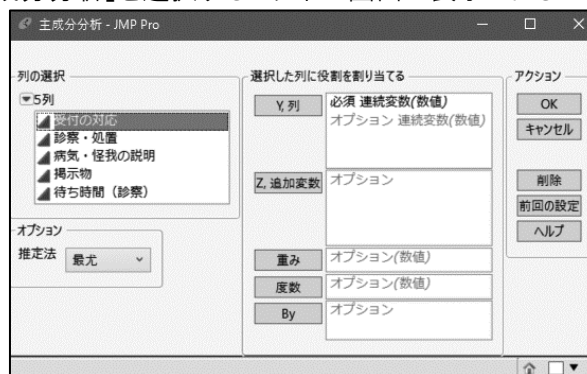 主成分分析 - JMP Pro
列の選択
5列
受付の対応
診察・処置
病気・怪我の説明
掲示物
待ち時間（診察）
オプション
推定法 最尤
選択した列に役割を割り当てる
Y, 列 必須 連続変数(数値)
オプション 連続変数(数値)
Z, 追加変数 オプション
重み オプション(数値)
度数 オプション(数値)
By オプション
アクション
OK
キャンセル
削除
前回の設定
ヘルプ